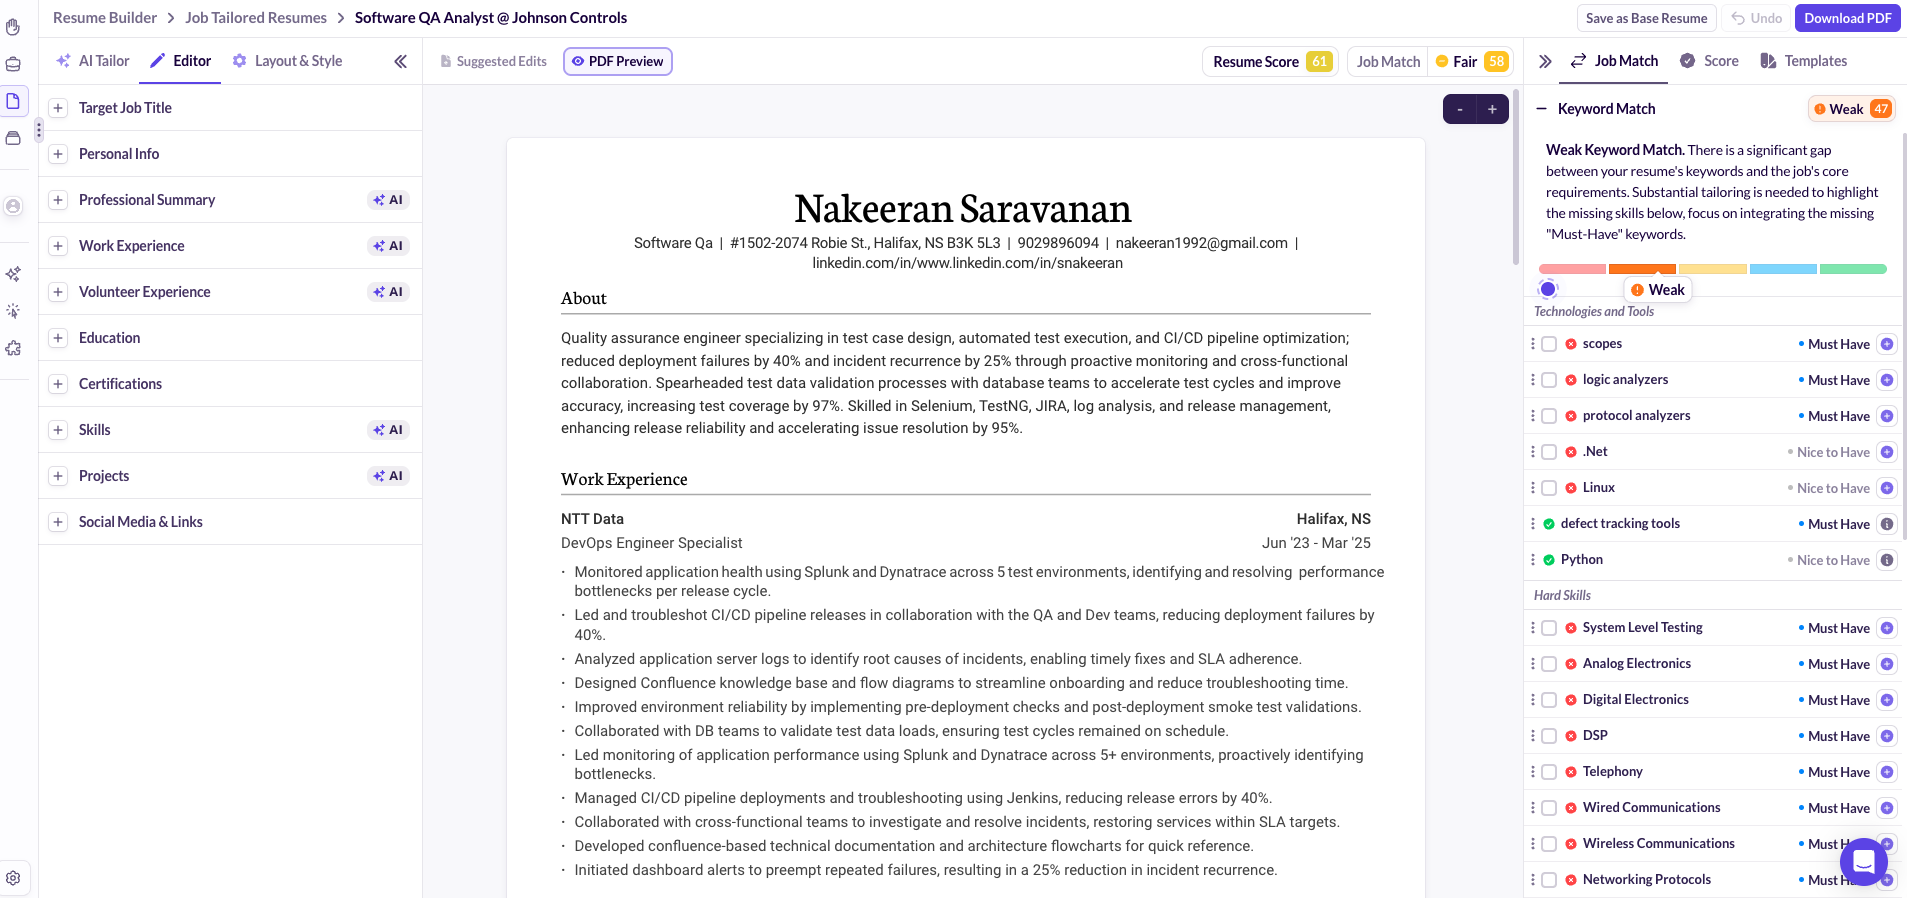 Resume Builder > Job Tailored Resumes > Software QA Analyst @ Johnson Controls
Save as Base Resume
Undo
Download PDF
AI Tailor
Editor
Layout & Style
Suggested Edits
PDF Preview
Resume Score 61
Job Match Fair 58
Job Match
Score
Templates
Target Job Title
Personal Info
Professional Summary AI
Work Experience AI
Volunteer Experience AI
Education
Certifications
Skills AI
Projects AI
Social Media & Links
- +
Nakeeran Saravanan
Software Qa | #1502-2074 Robie St., Halifax, NS B3K 5L3 | 9029896094 | nakeeran1992@gmail.com |
linkedin.com/in/www.linkedin.com/in/snakeeran
About
Quality assurance engineer specializing in test case design, automated test execution, and CI/CD pipeline optimization;
reduced deployment failures by 40% and incident recurrence by 25% through proactive monitoring and cross-functional
collaboration. Spearheaded test data validation processes with database teams to accelerate test cycles and improve
accuracy, increasing test coverage by 97%. Skilled in Selenium, TestNG, JIRA, log analysis, and release management,
enhancing release reliability and accelerating issue resolution by 95%.
Work Experience
NTT Data Halifax, NS
DevOps Engineer Specialist Jun '23 - Mar '25
· Monitored application health using Splunk and Dynatrace across 5 test environments, identifying and resolving performance
bottlenecks per release cycle.
· Led and troubleshot CI/CD pipeline releases in collaboration with the QA and Dev teams, reducing deployment failures by
40%.
· Analyzed application server logs to identify root causes of incidents, enabling timely fixes and SLA adherence.
· Designed Confluence knowledge base and flow diagrams to streamline onboarding and reduce troubleshooting time.
· Improved environment reliability by implementing pre-deployment checks and post-deployment smoke test validations.
· Collaborated with DB teams to validate test data loads, ensuring test cycles remained on schedule.
· Led monitoring of application performance using Splunk and Dynatrace across 5+ environments, proactively identifying
bottlenecks.
· Managed CI/CD pipeline deployments and troubleshooting using Jenkins, reducing release errors by 40%.
· Collaborated with cross-functional teams to investigate and resolve incidents, restoring services within SLA targets.
· Developed confluence-based technical documentation and architecture flowcharts for quick reference.
· Initiated dashboard alerts to preempt repeated failures, resulting in a 25% reduction in incident recurrence.
Keyword Match
Weak 47
Weak Keyword Match. There is a significant gap
between your resume's keywords and the job's core
requirements. Substantial tailoring is needed to highlight
the missing skills below, focus on integrating the missing
"Must-Have" keywords.
Weak
Technologies and Tools
scopes Must Have
logic analyzers Must Have
protocol analyzers Must Have
.Net Nice to Have
Linux Nice to Have
defect tracking tools Must Have
Python Nice to Have
Hard Skills
System Level Testing Must Have
Analog Electronics Must Have
Digital Electronics Must Have
DSP Must Have
Telephony Must Have
Wired Communications Must Have
Wireless Communications Must
Networking Protocols Must